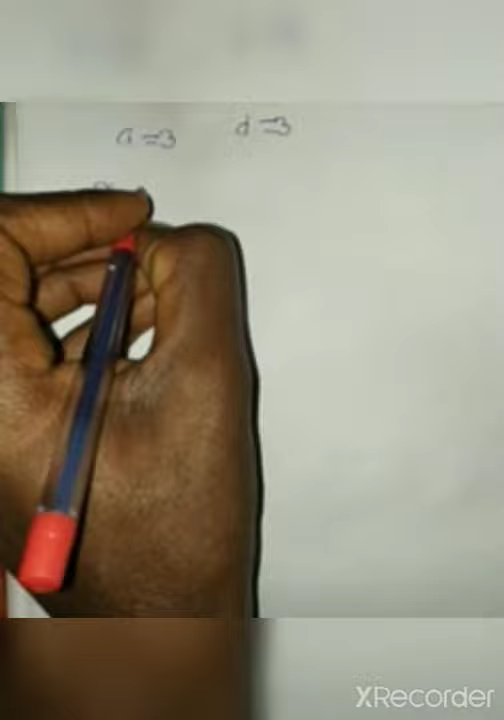 a = 3 d = 3
XRecorder